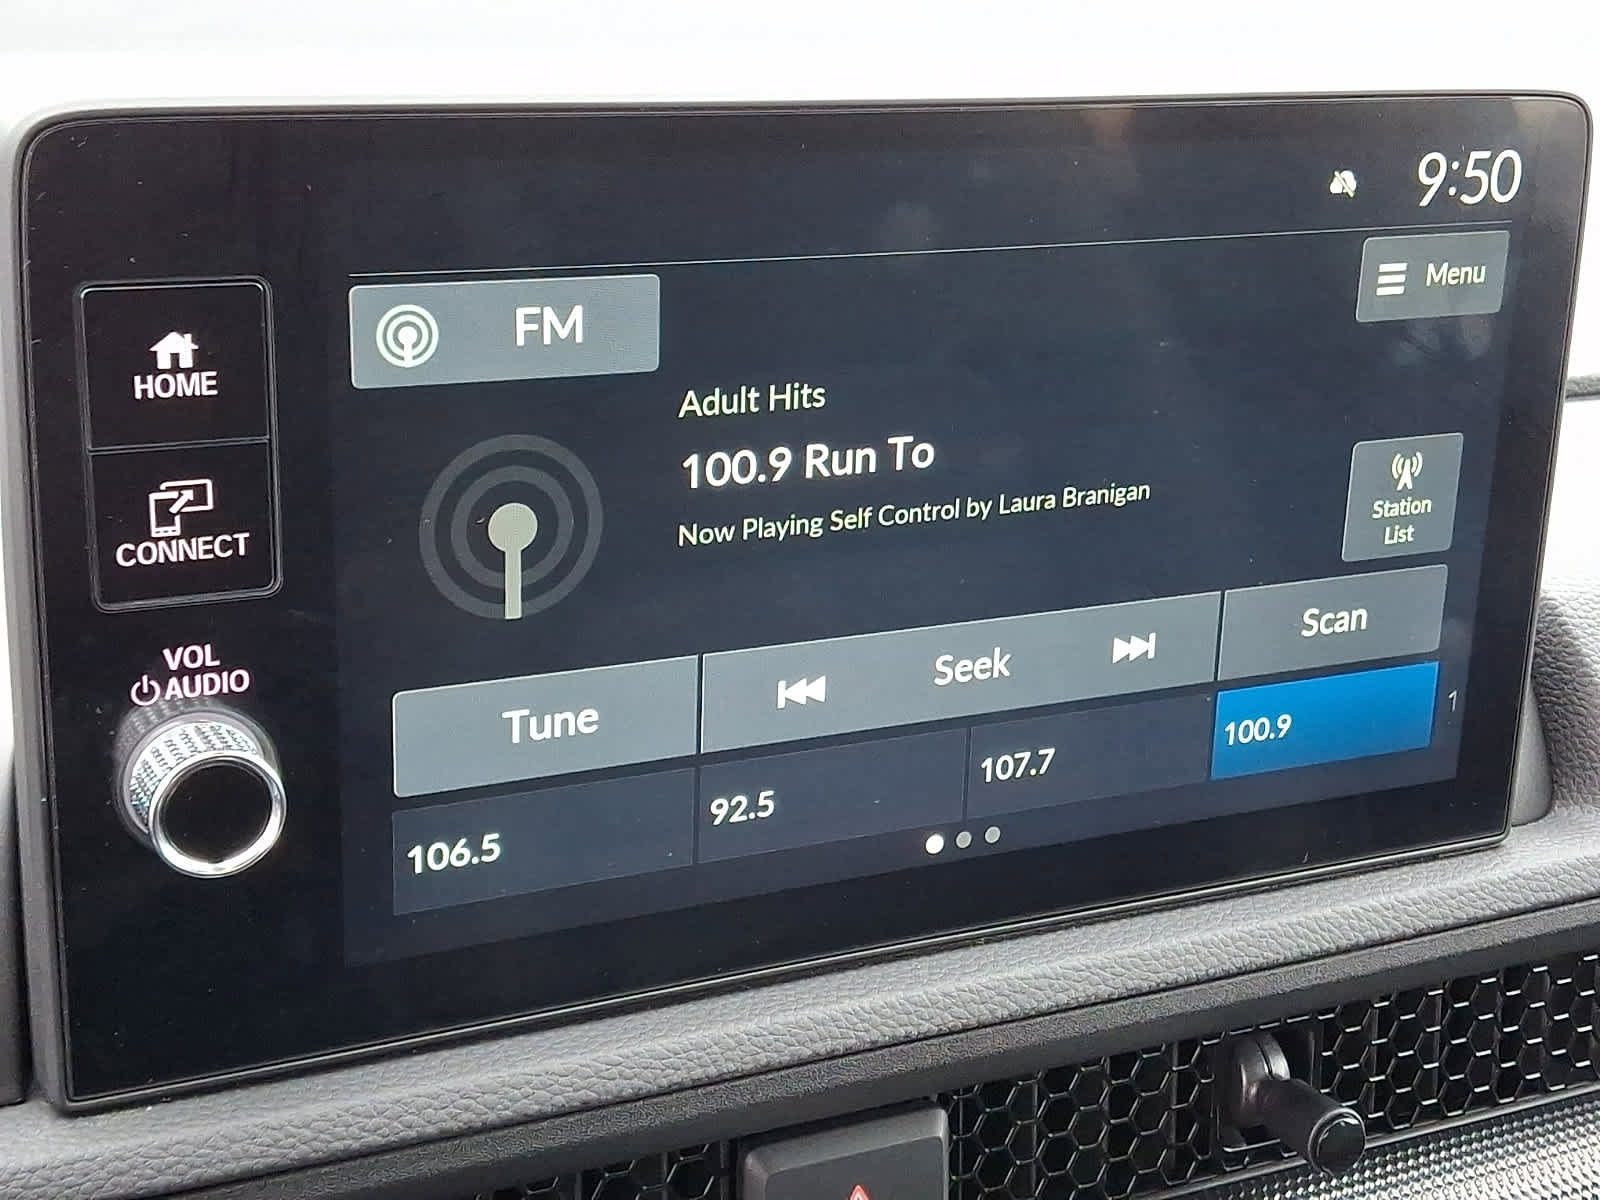 9:50
Menu
FM
HOME
Adult Hits
100.9 Run To
Now Playing Self Control by Laura Branigan
Station
List
CONNECT
VOL
AUDIO
Tune
Seek
Scan
106.5
92.5
107.7
100.9
1